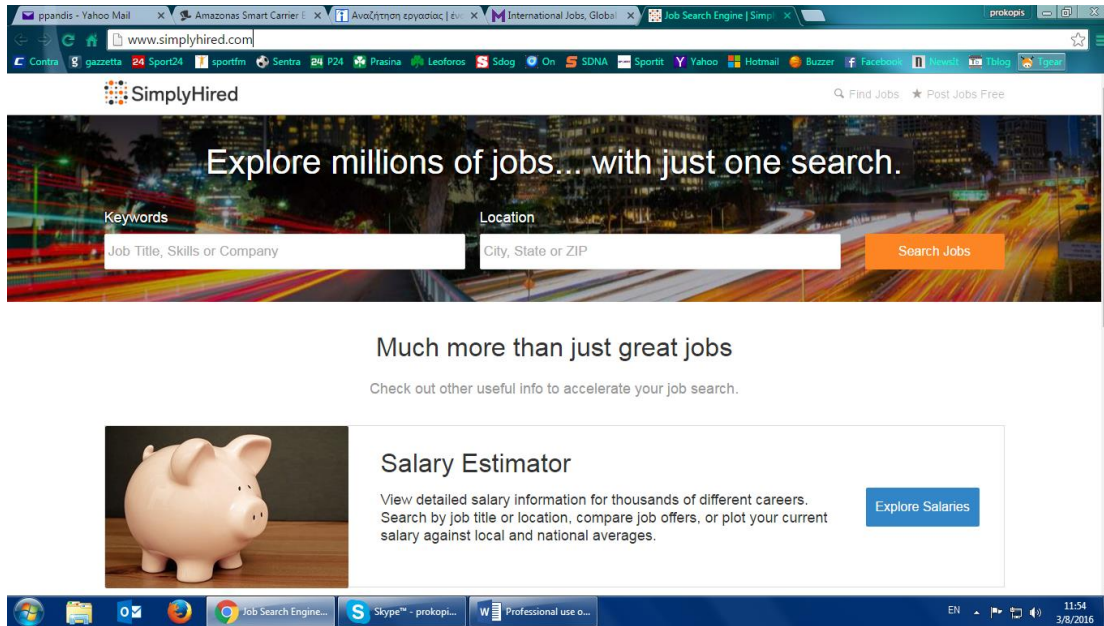 ppandis - Yahoo Mail
Amazonas Smart Carrier E
Αναζήτηση εργασίας | ένα
International Jobs, Global
Job Search Engine | Simpl
prokopis
www.simplyhired.com
Contra gazzetta Sport24 sportfm Sentra P24 Prasina Leoforos Sdog On SDNA Sportit Yahoo Hotmail Buzzer Facebook NewsIt Tblog Tgear
SimplyHired
Find Jobs
Post Jobs Free
Explore millions of jobs... with just one search.
Keywords
Location
Job Title, Skills or Company
City, State or ZIP
Search Jobs
Much more than just great jobs
Check out other useful info to accelerate your job search.
Salary Estimator
View detailed salary information for thousands of different careers.
Search by job title or location, compare job offers, or plot your current
salary against local and national averages.
Explore Salaries
Job Search Engine...
Skype™ - prokopi...
Professional use o...
EN
11:54
3/8/2016